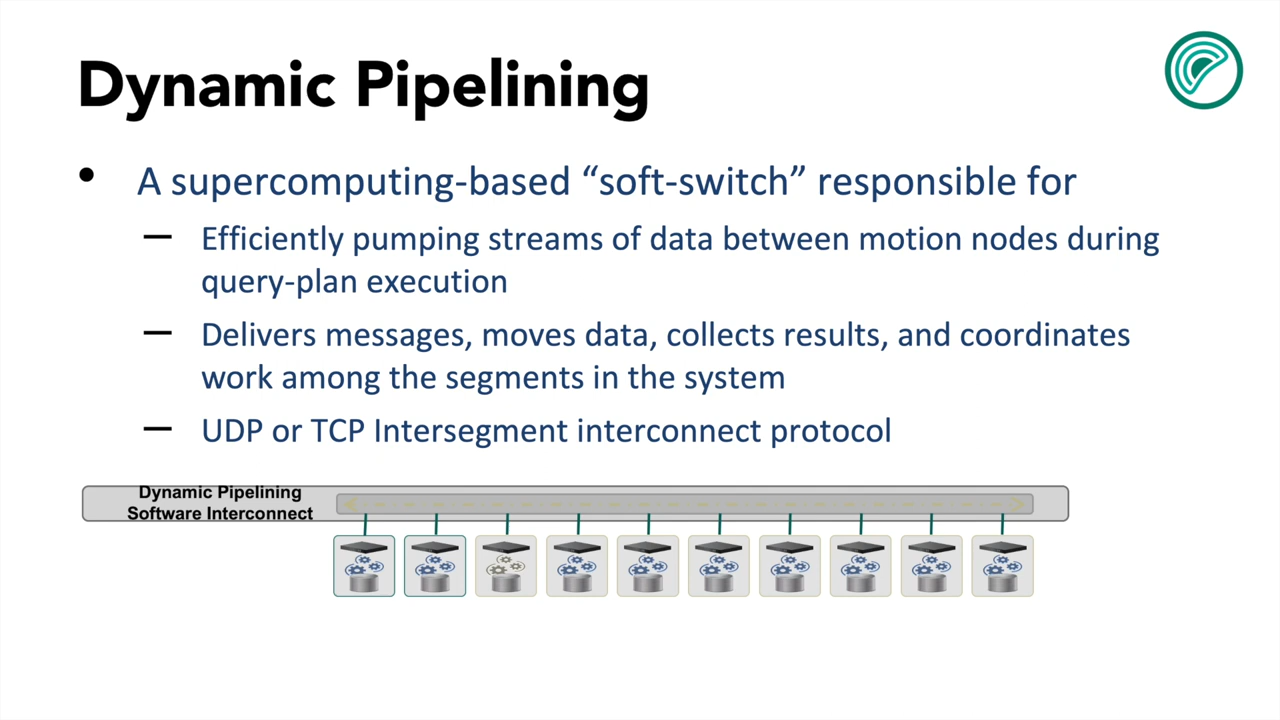 Dynamic Pipelining
• A supercomputing-based “soft-switch” responsible for
— Efficiently pumping streams of data between motion nodes during
query-plan execution
— Delivers messages, moves data, collects results, and coordinates
work among the segments in the system
— UDP or TCP Intersegment interconnect protocol
Dynamic Pipelining
Software Interconnect